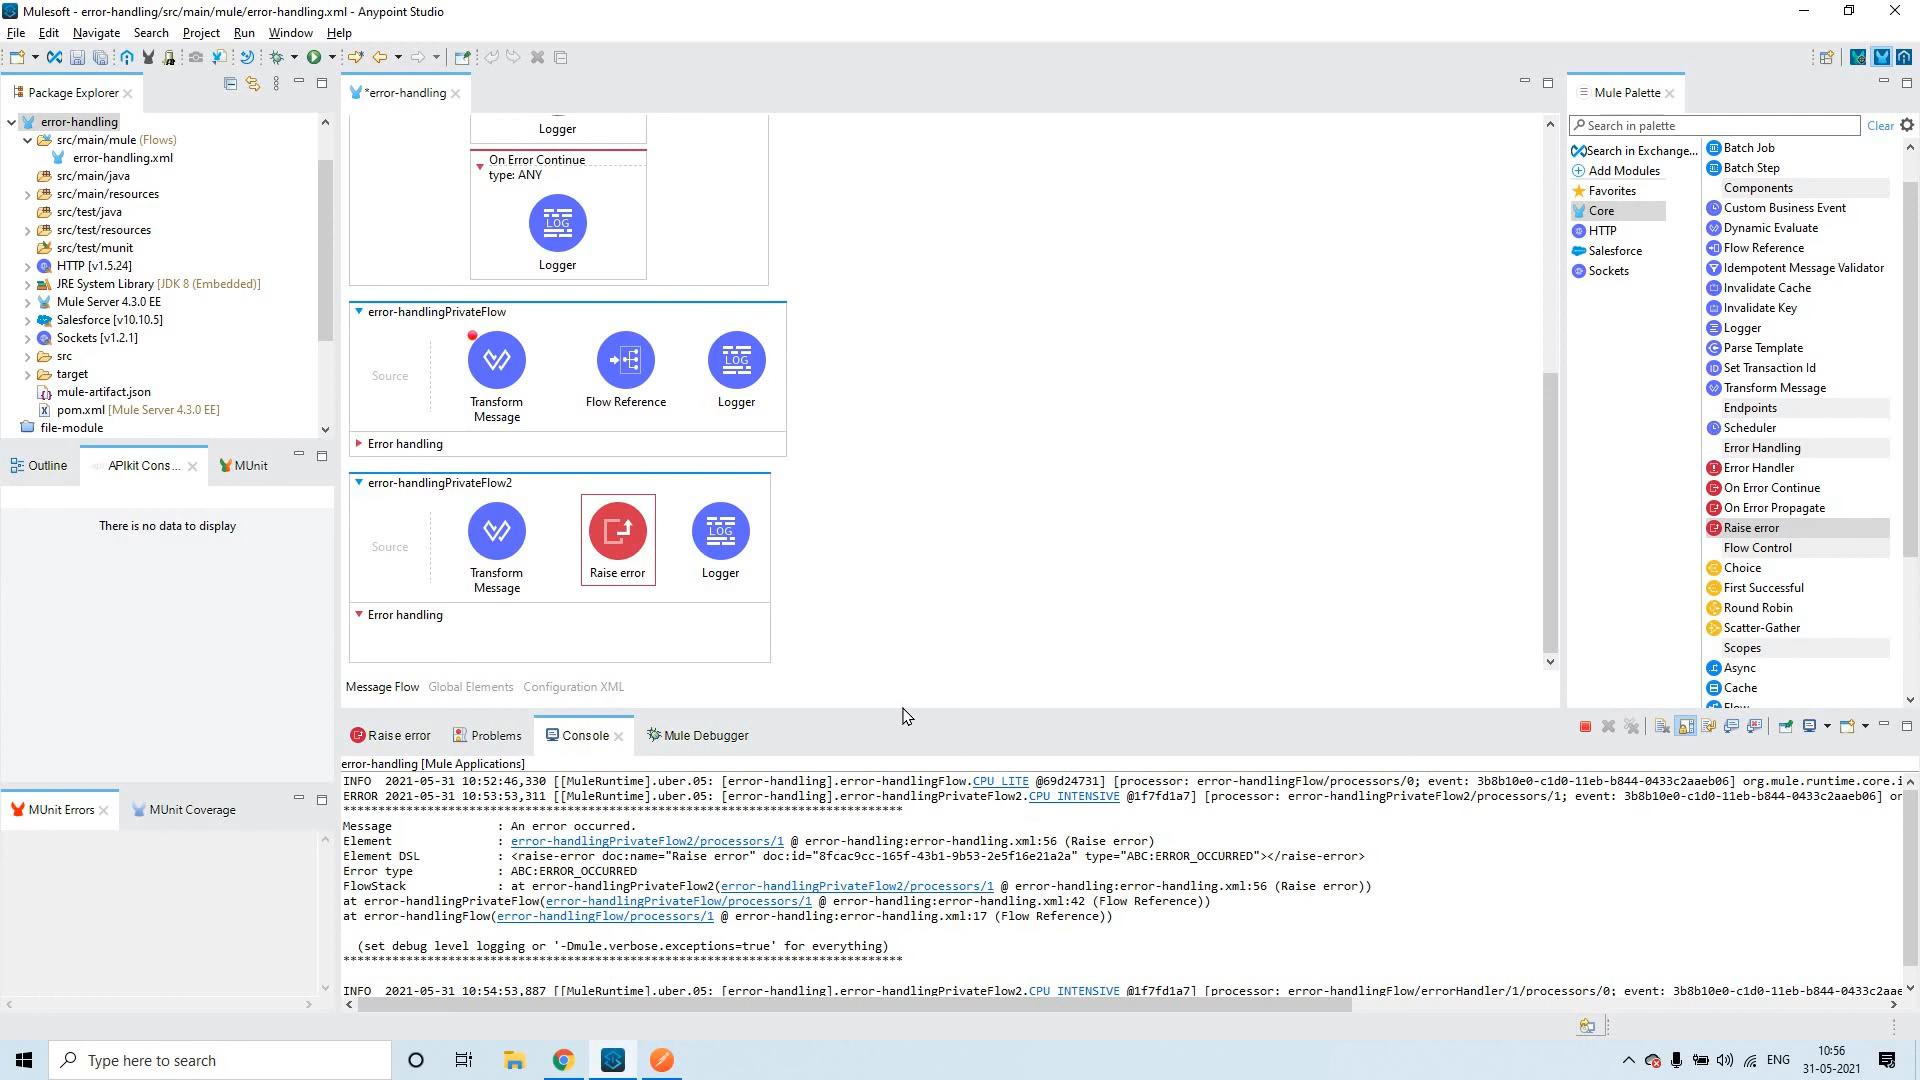 Mulesoft - error-handling/src/main/mule/error-handling.xml - Anypoint Studio
File Edit Navigate Search Project Run Window Help
Package Explorer
error-handling
src/main/mule (Flows)
error-handling.xml
src/main/java
src/main/resources
src/test/java
src/test/resources
src/test/munit
HTTP [v1.5.24]
JRE System Library [JDK 8 (Embedded)]
Mule Server 4.3.0 EE
Salesforce [v10.10.5]
Sockets [v1.2.1]
src
target
mule-artifact.json
pom.xml [Mule Server 4.3.0 EE]
file-module
Outline
APIkit Cons...
MUnit
There is no data to display
MUnit Errors
MUnit Coverage
*error-handling
Logger
On Error Continue
type: ANY
LOG
Logger
error-handlingPrivateFlow
Source
Transform
Message
Flow Reference
LOG
Logger
Error handling
error-handlingPrivateFlow2
Source
Transform
Message
Raise error
LOG
Logger
Error handling
Message Flow Global Elements Configuration XML
Mule Palette
Search in palette
Clear
Search in Exchange...
Add Modules
Favorites
Core
HTTP
Salesforce
Sockets
Batch Job
Batch Step
Components
Custom Business Event
Dynamic Evaluate
Flow Reference
Idempotent Message Validator
Invalidate Cache
Invalidate Key
Logger
Parse Template
Set Transaction Id
Transform Message
Endpoints
Scheduler
Error Handling
Error Handler
On Error Continue
On Error Propagate
Raise error
Flow Control
Choice
First Successful
Round Robin
Scatter-Gather
Scopes
Async
Cache
Flow
Raise error
Problems
Console
Mule Debugger
error-handling [Mule Applications]
INFO  2021-05-31 10:52:46,330 [[MuleRuntime].uber.05: [error-handling].error-handlingFlow.CPU_LITE @69d24731] [processor: error-handlingFlow/processors/0; event: 3b8b10e0-c1d0-11eb-b844-0433c2aaeb06] org.mule.runtime.core.i
ERROR 2021-05-31 10:53:53,311 [[MuleRuntime].uber.05: [error-handling].error-handlingPrivateFlow2.CPU_INTENSIVE @1f7fd1a7] [processor: error-handlingPrivateFlow2/processors/1; event: 3b8b10e0-c1d0-11eb-b844-0433c2aaeb06] or
********************************************************************************
Message : An error occurred.
Element : error-handlingPrivateFlow2/processors/1 @ error-handling:error-handling.xml:56 (Raise error)
Element DSL : <raise-error doc:name="Raise error" doc:id="8fcac9cc-165f-43b1-9b53-2e5f16e21a2a" type="ABC:ERROR_OCCURRED"></raise-error>
Error type : ABC:ERROR_OCCURRED
FlowStack : at error-handlingPrivateFlow2(error-handlingPrivateFlow2/processors/1 @ error-handling:error-handling.xml:56 (Raise error))
at error-handlingPrivateFlow(error-handlingPrivateFlow/processors/1 @ error-handling:error-handling.xml:42 (Flow Reference))
at error-handlingFlow(error-handlingFlow/processors/1 @ error-handling:error-handling.xml:17 (Flow Reference))
(set debug level logging or '-Dmule.verbose.exceptions=true' for everything)
********************************************************************************
INFO  2021-05-31 10:54:53,887 [[MuleRuntime].uber.05: [error-handling].error-handlingPrivateFlow2.CPU_INTENSIVE @1f7fd1a7] [processor: error-handlingFlow/errorHandler/1/processors/0; event: 3b8b10e0-c1d0-11eb-b844-0433c2aae
Type here to search
ENG
10:56
31-05-2021